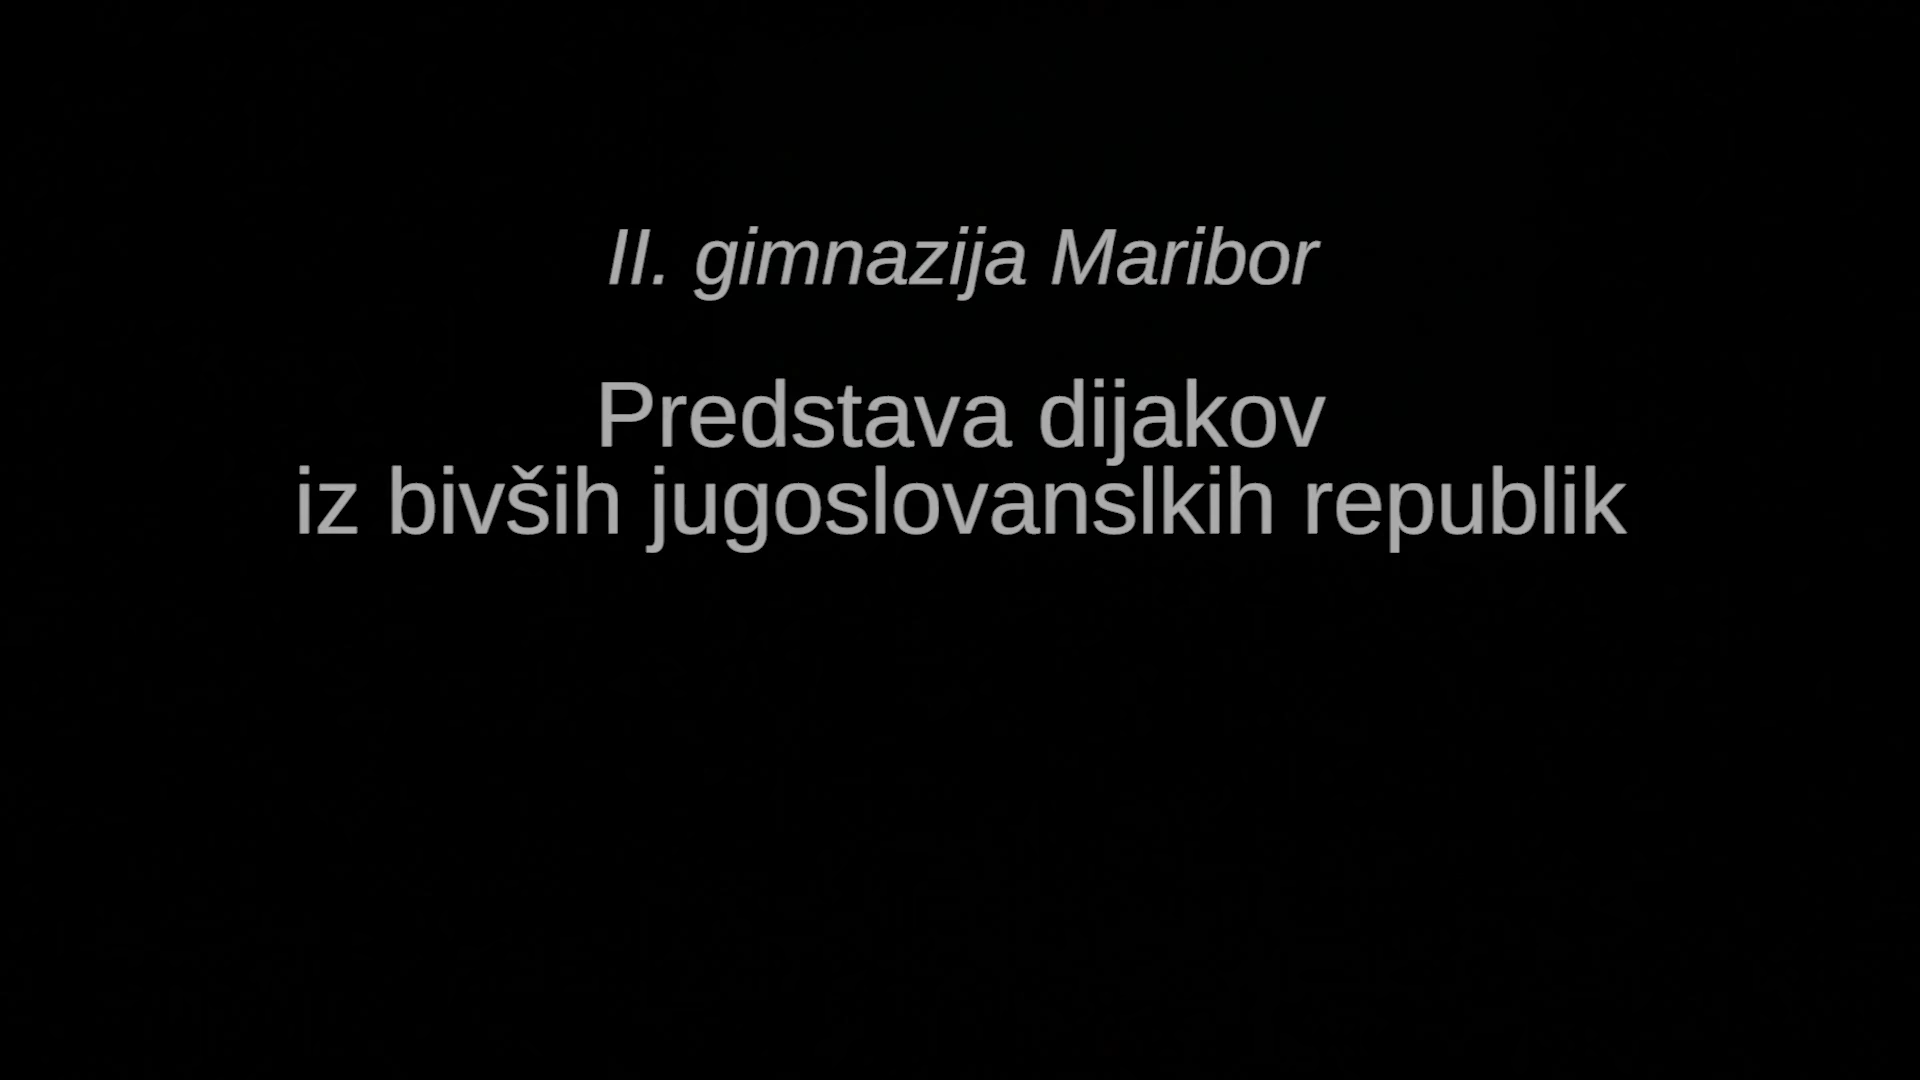 II. gimnazija Maribor
Predstava dijakov
iz bivših jugoslovanslkih republik